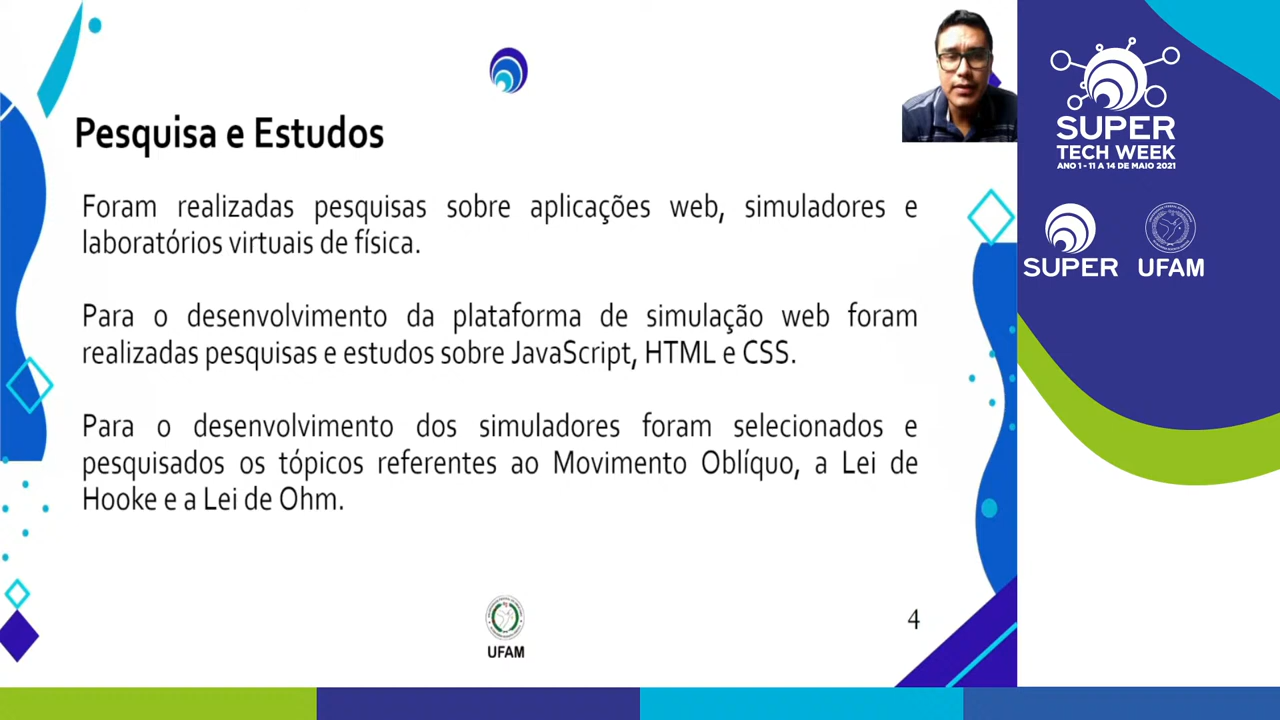 Pesquisa e Estudos
Foram realizadas pesquisas sobre aplicações web, simuladores e
laboratórios virtuais de física.
Para o desenvolvimento da plataforma de simulação web foram
realizadas pesquisas e estudos sobre JavaScript, HTML e CSS.
Para o desenvolvimento dos simuladores foram selecionados e
pesquisados os tópicos referentes ao Movimento Oblíquo, a Lei de
Hooke e a Lei de Ohm.
UFAM
4
SUPER
TECH WEEK
ANO 1 - 11 A 14 DE MAIO 2021
SUPER
UFAM